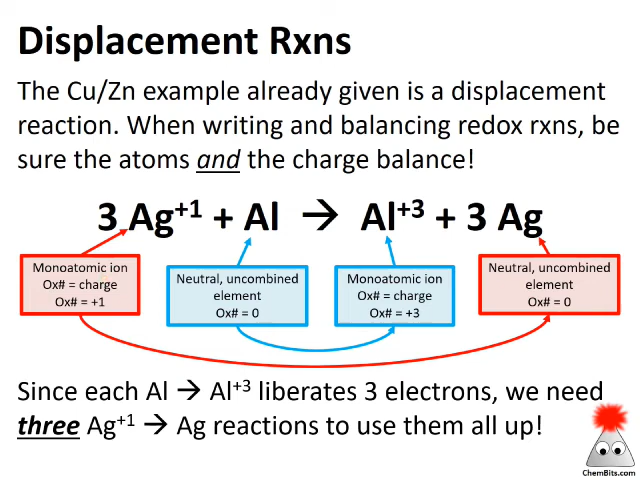 Displacement Rxns
The Cu/Zn example already given is a displacement
reaction. When writing and balancing redox rxns, be
sure the atoms and the charge balance!
3 Ag⁺¹ + Al → Al⁺³ + 3 Ag
Monoatomic ion
Ox# = charge
Ox# = +1
Neutral, uncombined
element
Ox# = 0
Monoatomic ion
Ox# = charge
Ox# = +3
Neutral, uncombined
element
Ox# = 0
Since each Al → Al⁺³ liberates 3 electrons, we need
three Ag⁺¹ → Ag reactions to use them all up!
ChemBits.com